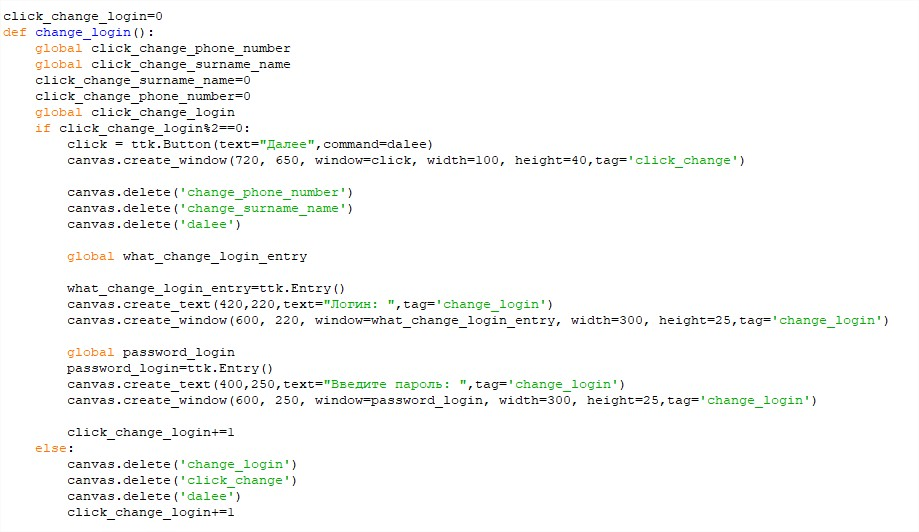 click_change_login=0
def change_login():
    global click_change_phone_number
    global click_change_surname_name
    click_change_surname_name=0
    click_change_phone_number=0
    global click_change_login
    if click_change_login%2==0:
        click = ttk.Button(text="Далее",command=dalee)
        canvas.create_window(720, 650, window=click, width=100, height=40,tag='click_change')

        canvas.delete('change_phone_number')
        canvas.delete('change_surname_name')
        canvas.delete('dalee')

        global what_change_login_entry

        what_change_login_entry=ttk.Entry()
        canvas.create_text(420,220,text="Логин: ",tag='change_login')
        canvas.create_window(600, 220, window=what_change_login_entry, width=300, height=25,tag='change_login')

        global password_login
        password_login=ttk.Entry()
        canvas.create_text(400,250,text="Введите пароль: ",tag='change_login')
        canvas.create_window(600, 250, window=password_login, width=300, height=25,tag='change_login')

        click_change_login+=1
    else:
        canvas.delete('change_login')
        canvas.delete('click_change')
        canvas.delete('dalee')
        click_change_login+=1